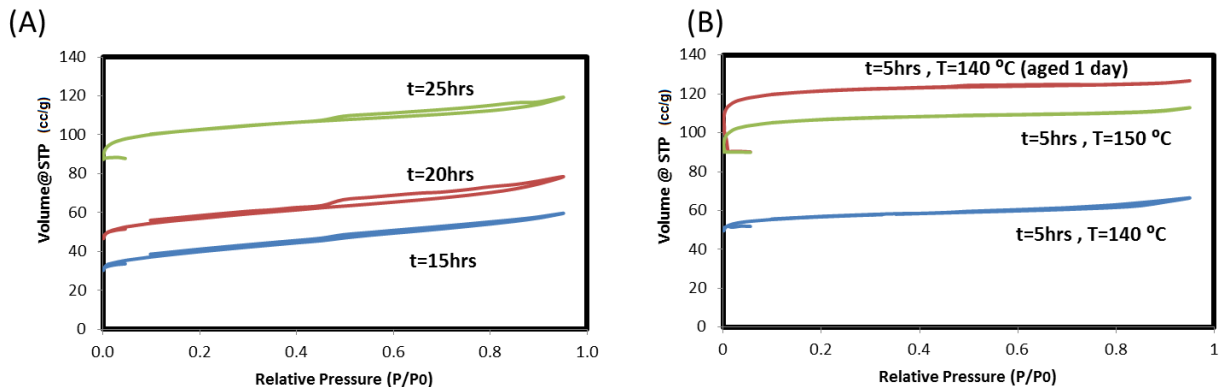 (A)
Volume@STP (cc/g)
140
120
100
80
60
40
20
0
t=25hrs
t=20hrs
t=15hrs
0.0 0.2 0.4 0.6 0.8 1.0
Relative Pressure (P/P0)
(B)
Volume @ STP (cc/g)
140
120
100
80
60
40
20
0
t=5hrs , T=140 ⁰C (aged 1 day)
t=5hrs , T=150 ⁰C
t=5hrs , T=140 ⁰C
0 0.2 0.4 0.6 0.8 1
Relative Pressure (P/P0)